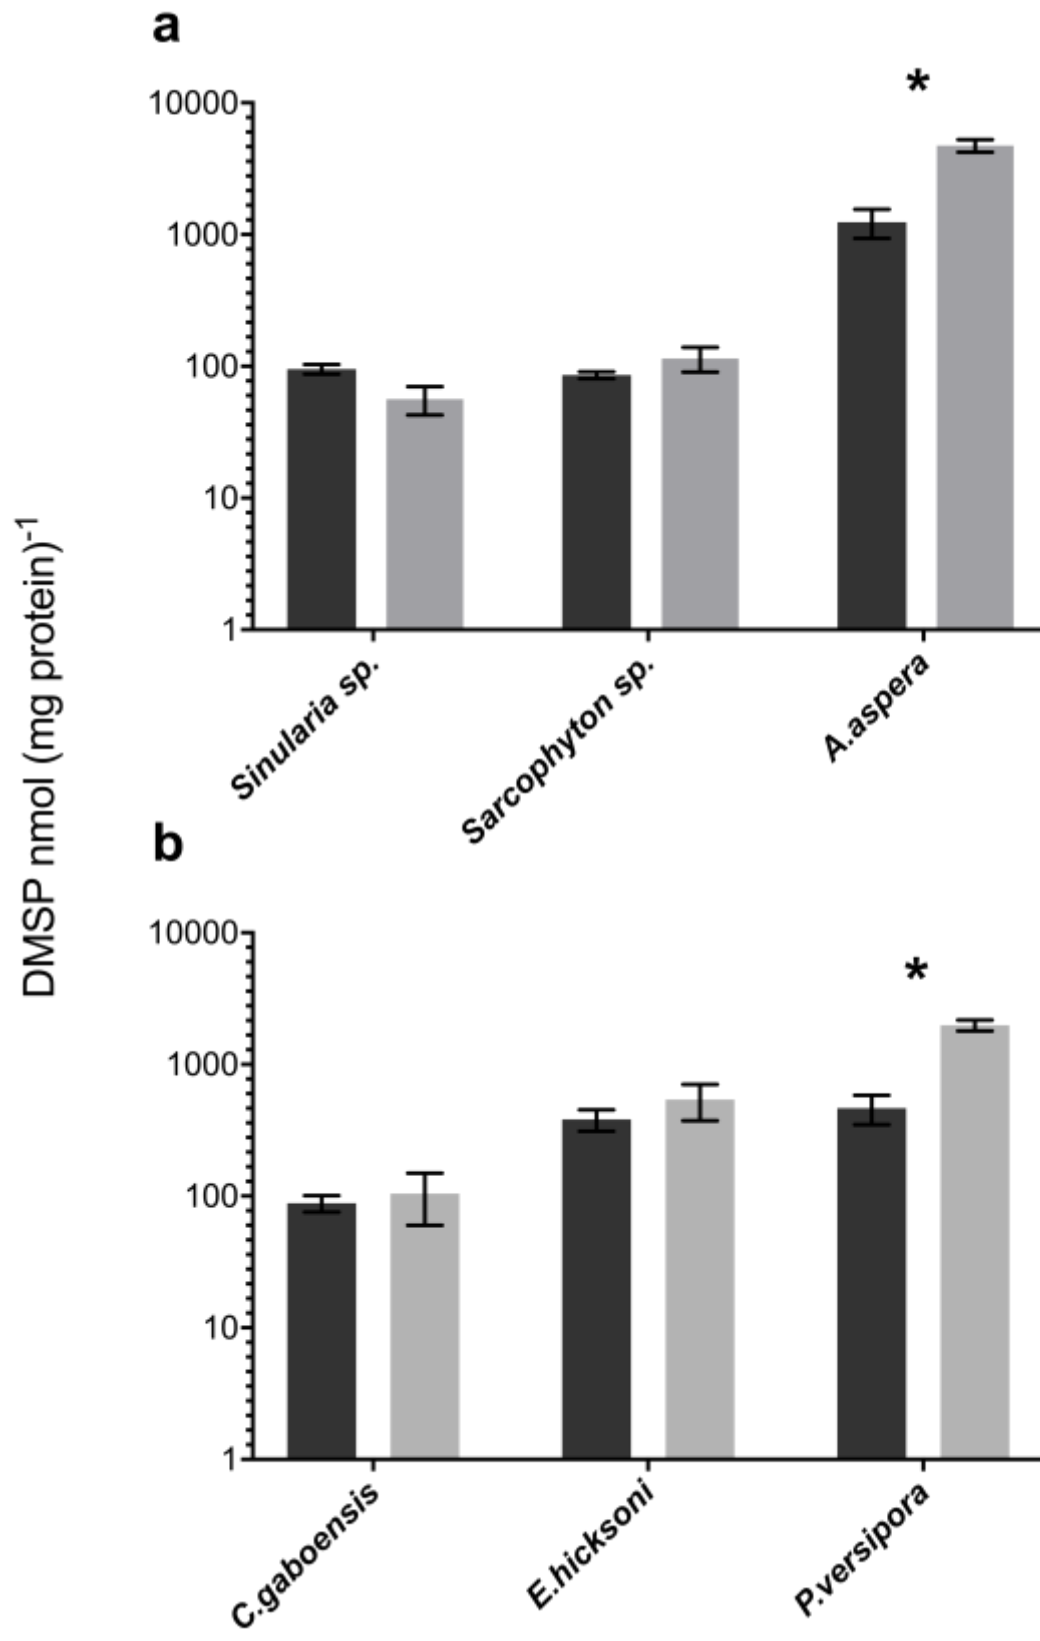 a
*
10000
1000
100
10
1
Sinularia sp.
Sarcophyton sp.
A.aspera
DMSP nmol (mg protein)-1
b
*
10000
1000
100
10
1
C.gaboensis
E.hicksoni
P.versipora